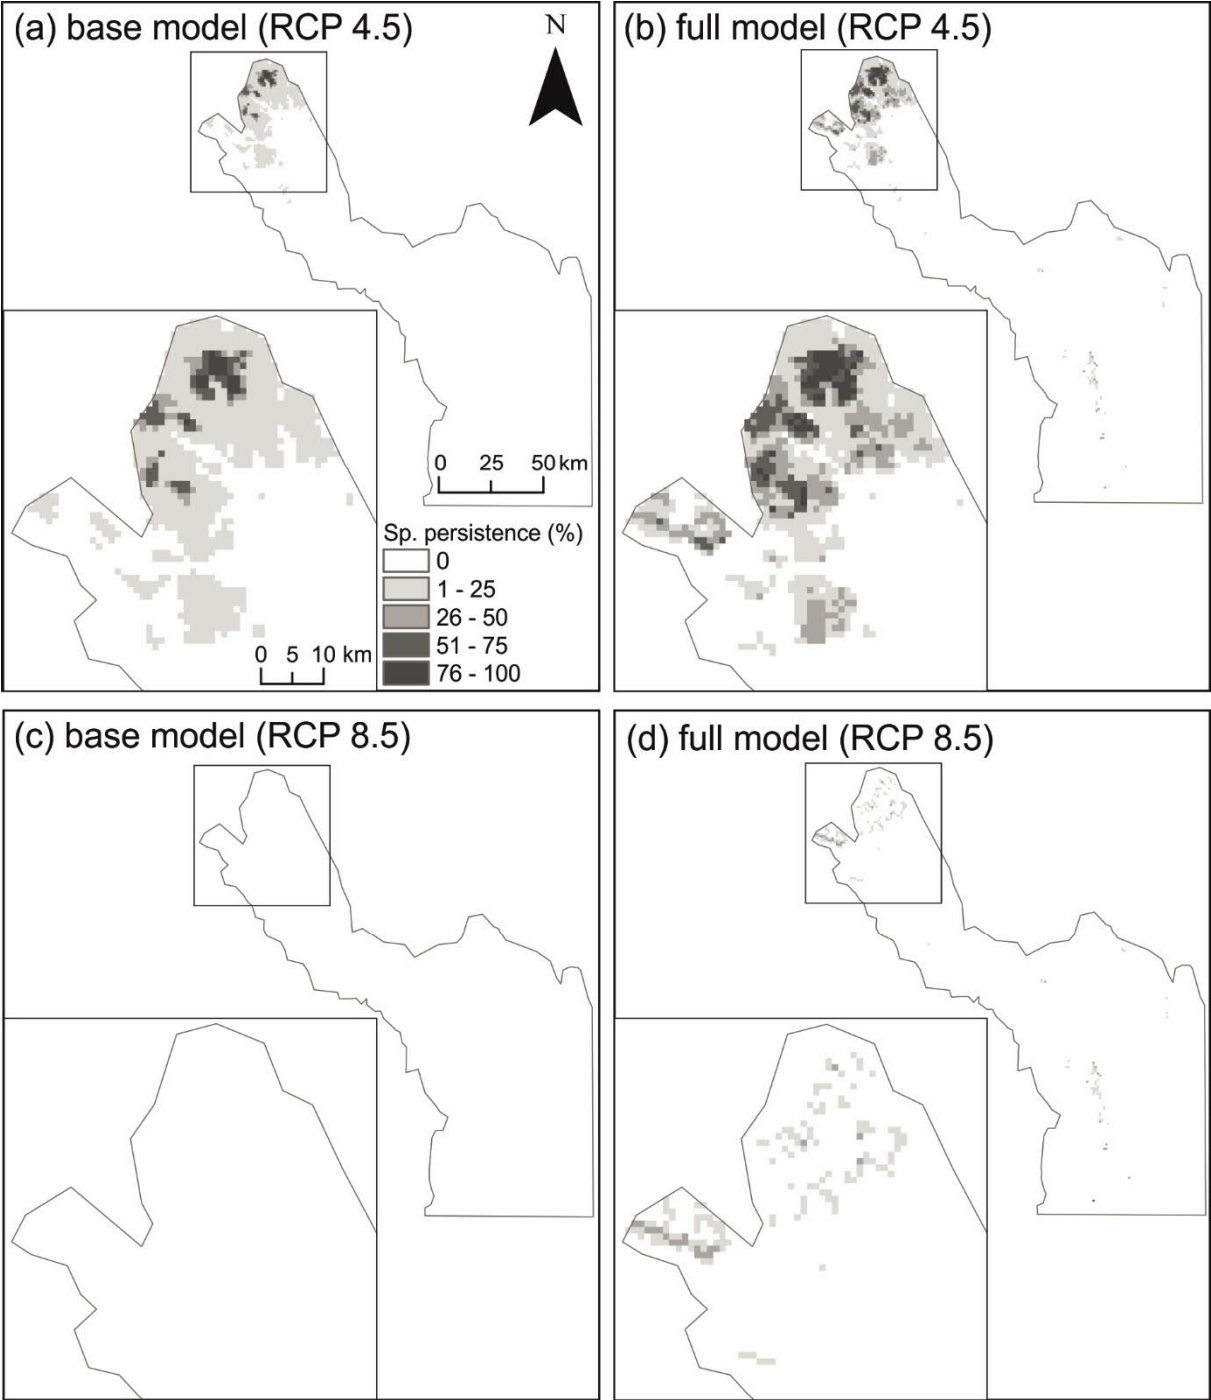 (a) base model (RCP 4.5)
N
(b) full model (RCP 4.5)
0 25 50 km
Sp. persistence (%)
0
1 - 25
26 - 50
51 - 75
76 - 100
0 5 10 km
(c) base model (RCP 8.5)
(d) full model (RCP 8.5)